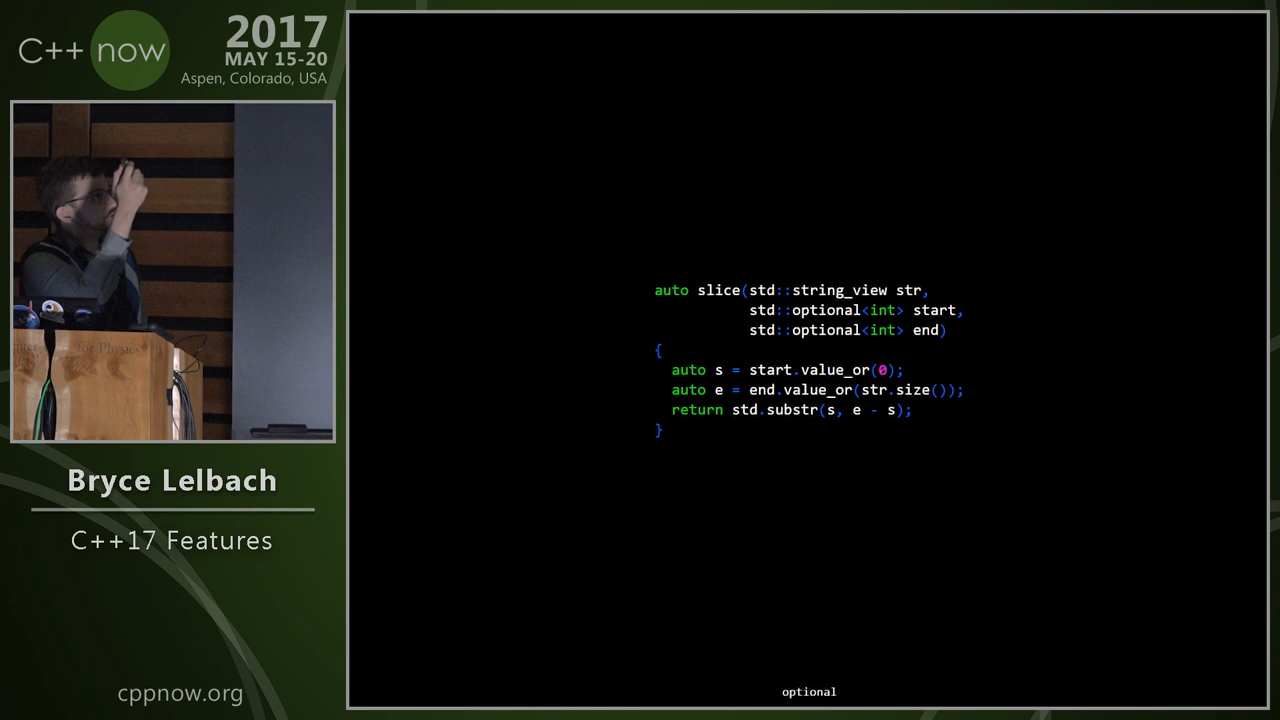 C++ now
2017
MAY 15-20
Aspen, Colorado, USA
for Physics
Bryce Lelbach
C++17 Features
cppnow.org
auto slice(std::string_view str,
           std::optional<int> start,
           std::optional<int> end)
{
  auto s = start.value_or(0);
  auto e = end.value_or(str.size());
  return std.substr(s, e - s);
}
optional